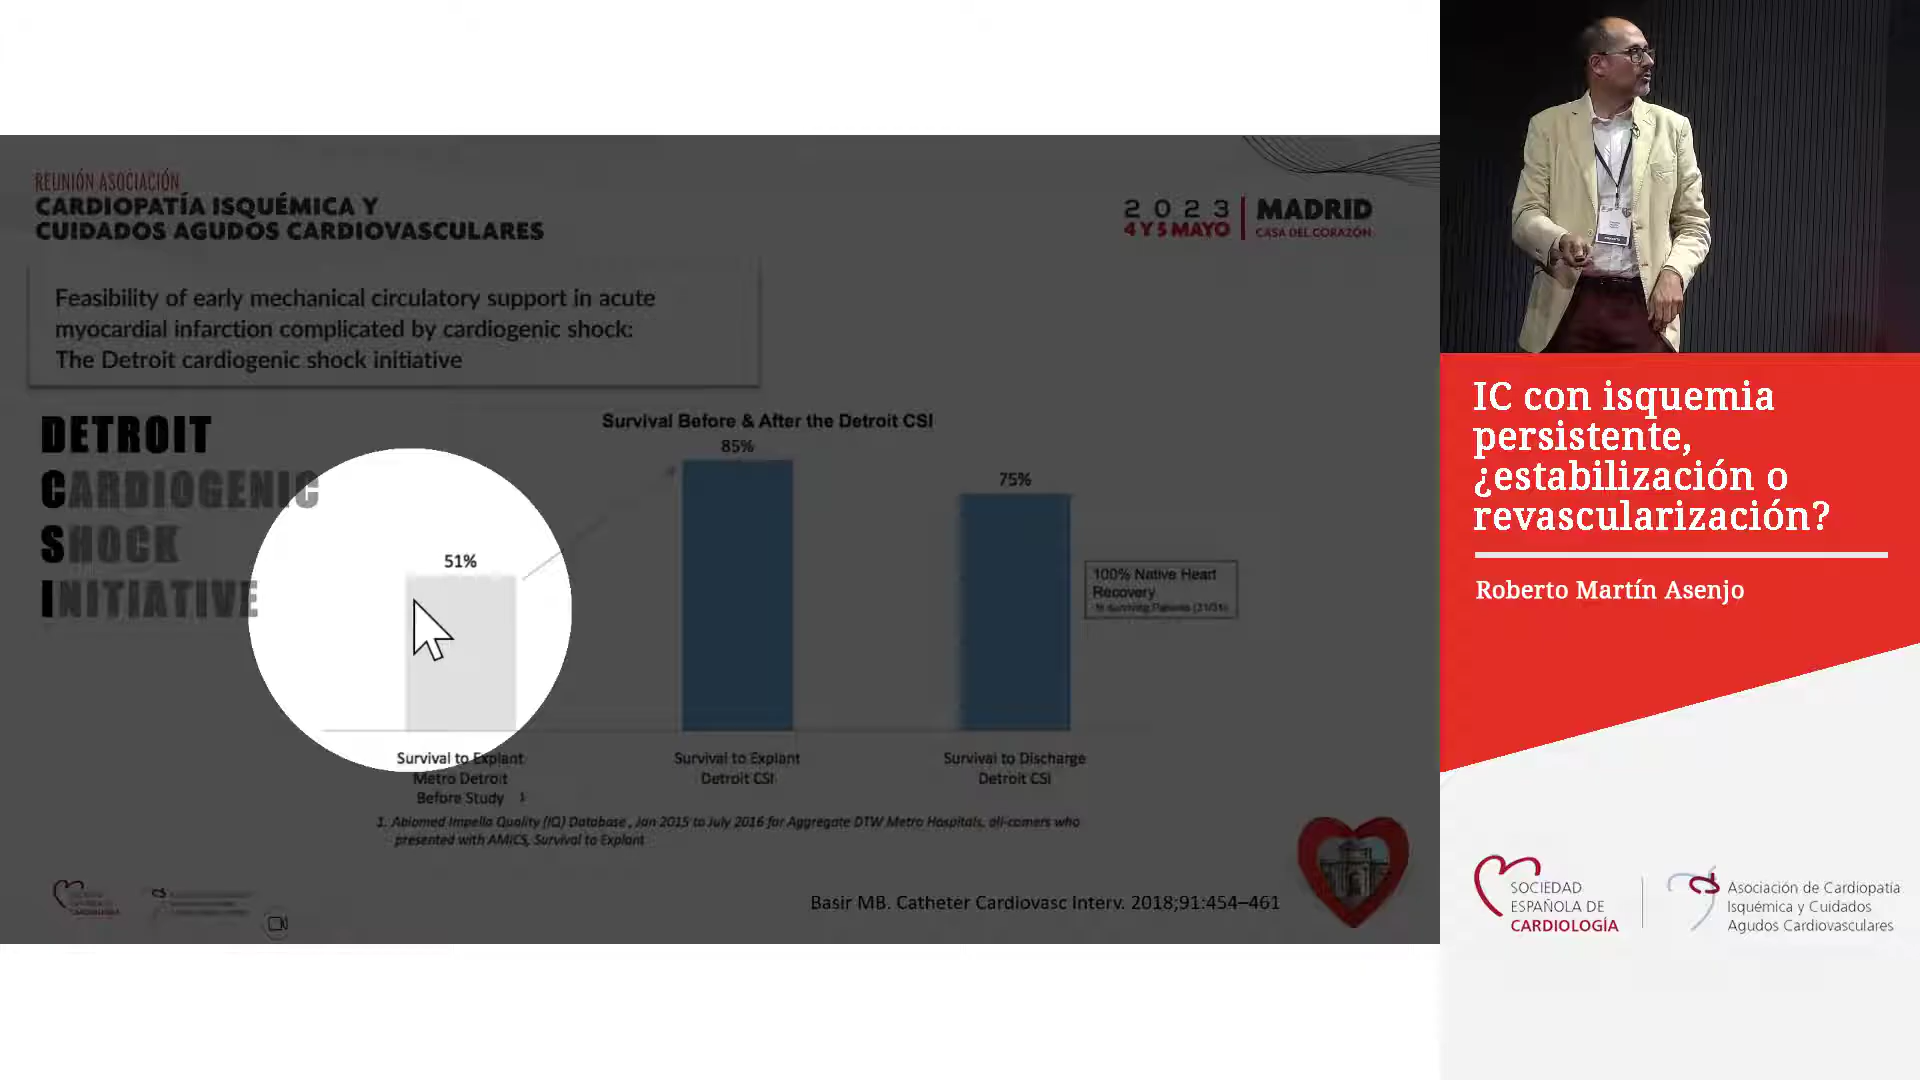 REUNIÓN ASOCIACIÓN
CARDIOPATÍA ISQUÉMICA Y
CUIDADOS AGUDOS CARDIOVASCULARES
2023
4 Y 5 MAYO
MADRID
CASA DEL CORAZÓN
Feasibility of early mechanical circulatory support in acute
myocardial infarction complicated by cardiogenic shock:
The Detroit cardiogenic shock initiative
DETROIT
CARDIOGENIC
SHOCK
INITIATIVE
Survival Before & After the Detroit CSI
51%
85%
75%
100% Native Heart
Recovery
Survival to Explant
Metro Detroit
Before Study 1
Survival to Explant
Detroit CSI
Survival to Discharge
Detroit CSI
1. Abiomed Impella Quality (IQ) Database, Jan 2015 to July 2016 for Aggregate DTW Metro Hospitals, all-comers who
presented with AMICS, Survival to Explant
Basir MB. Catheter Cardiovasc Interv. 2018;91:454–461
IC con isquemia
persistente,
¿estabilización o
revascularización?
Roberto Martín Asenjo
SOCIEDAD
ESPAÑOLA DE
CARDIOLOGÍA
Asociación de Cardiopatía
Isquémica y Cuidados
Agudos Cardiovasculares